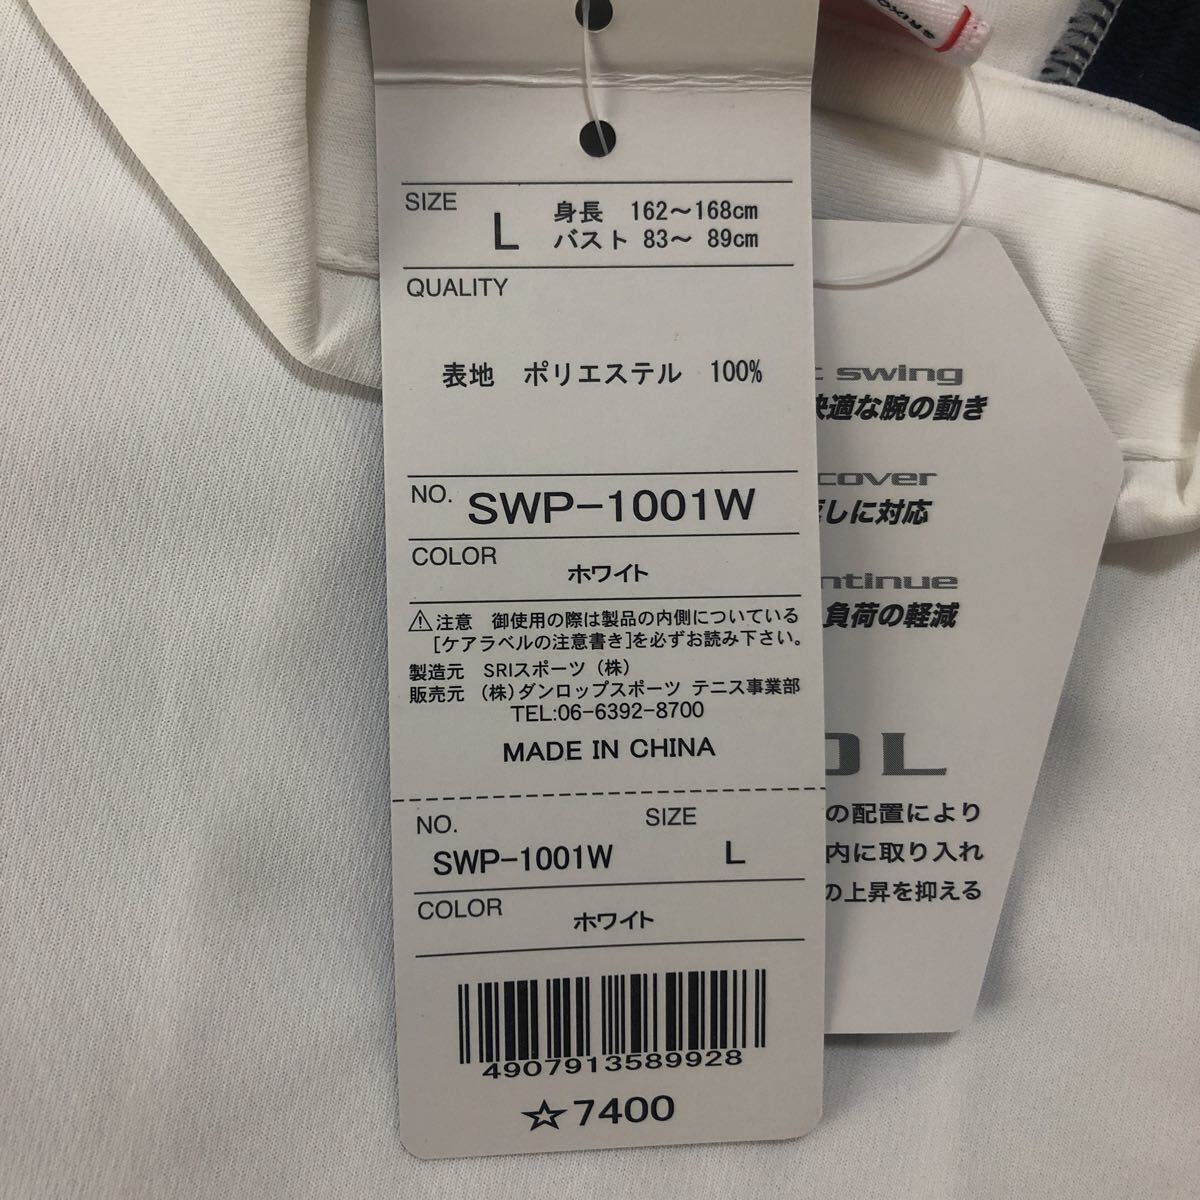 SRIXON
SIZE
L
身長 162～168cm
バスト 83～ 89cm
QUALITY
表地 ポリエステル 100%
NO. SWP-1001W
COLOR
ホワイト
⚠注意 御使用の際は製品の内側についている
[ケアラベルの注意書き]を必ずお読み下さい。
製造元 SRIスポーツ（株）
販売元 （株）ダンロップスポーツ テニス事業部
TEL:06-6392-8700
MADE IN CHINA
NO. SIZE
SWP-1001W L
COLOR
ホワイト
4907913589928
☆7400
swing
快適な腕の動き
cover
しに対応
ntinue
負荷の軽減
OL
の配置により
内に取り入れ
の上昇を抑える